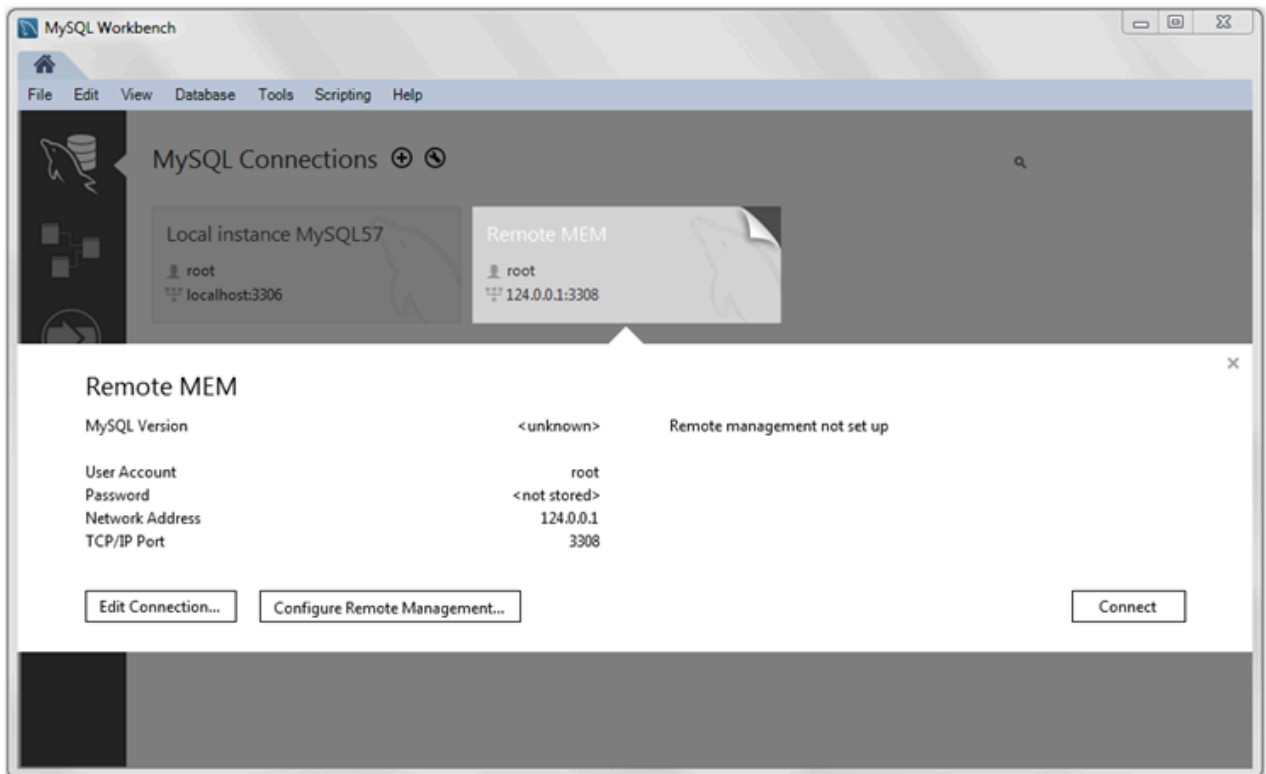 MySQL Workbench
File Edit View Database Tools Scripting Help
MySQL Connections
Local instance MySQL57
root
localhost:3306
Remote MEM
root
124.0.0.1:3308
Remote MEM
MySQL Version <unknown> Remote management not set up
User Account root
Password <not stored>
Network Address 124.0.0.1
TCP/IP Port 3308
Edit Connection... Configure Remote Management... Connect